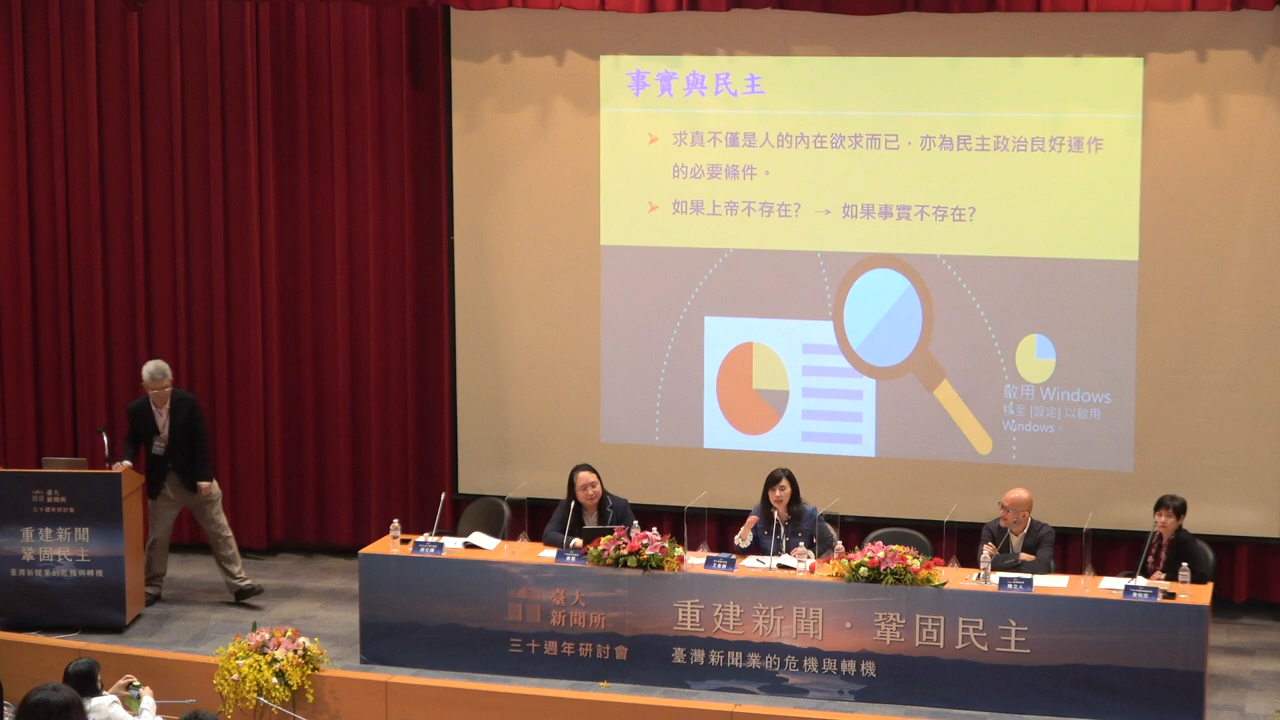 事實與民主
求真不僅是人的內在欲求而已，亦為民主政治良好運作
的必要條件。
如果上帝不存在? → 如果事實不存在?
啟用 Windows
移至 [設定] 以啟用
Windows。
臺大
新聞所
三十週年研討會
重建新聞
鞏固民主
臺灣新聞業的危機與轉機
臺大
新聞所
三十週年研討會
重建新聞・鞏固民主
臺灣新聞業的危機與轉機